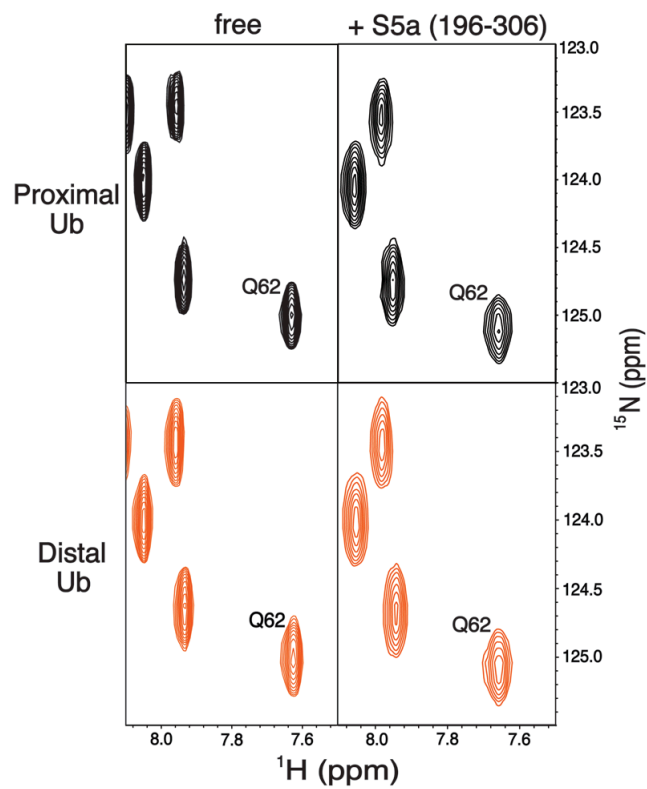 free
+ S5a (196-306)
Proximal
Ub
Q62
Q62
123.0
123.5
124.0
124.5
125.0
Distal
Ub
Q62
Q62
123.0
123.5
124.0
124.5
125.0
¹⁵N (ppm)
8.0
7.8
7.6
8.0
7.8
7.6
¹H (ppm)